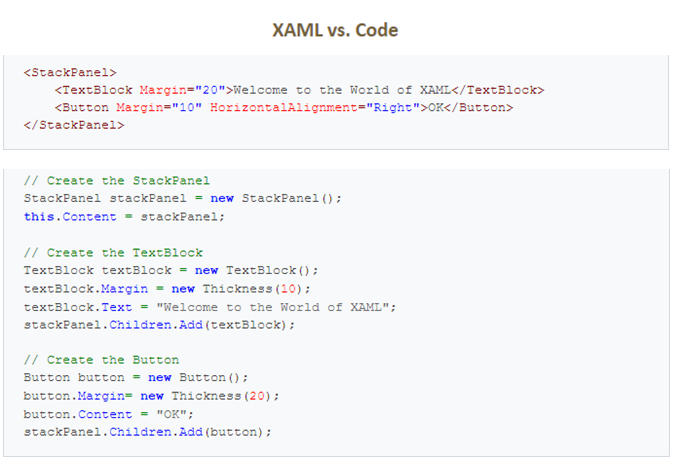 XAML vs. Code
<StackPanel>
<TextBlock Margin="20">Welcome to the World of XAML</TextBlock>
<Button Margin="10" HorizontalAlignment="Right">OK</Button>
</StackPanel>
// Create the StackPanel
StackPanel stackPanel = new StackPanel();
this.Content = stackPanel;
// Create the TextBlock
TextBlock textBlock = new TextBlock();
textBlock.Margin = new Thickness(10);
textBlock.Text = "Welcome to the World of XAML";
stackPanel.Children.Add(textBlock);
// Create the Button
Button button = new Button();
button.Margin= new Thickness(20);
button.Content = "OK";
stackPanel.Children.Add(button);